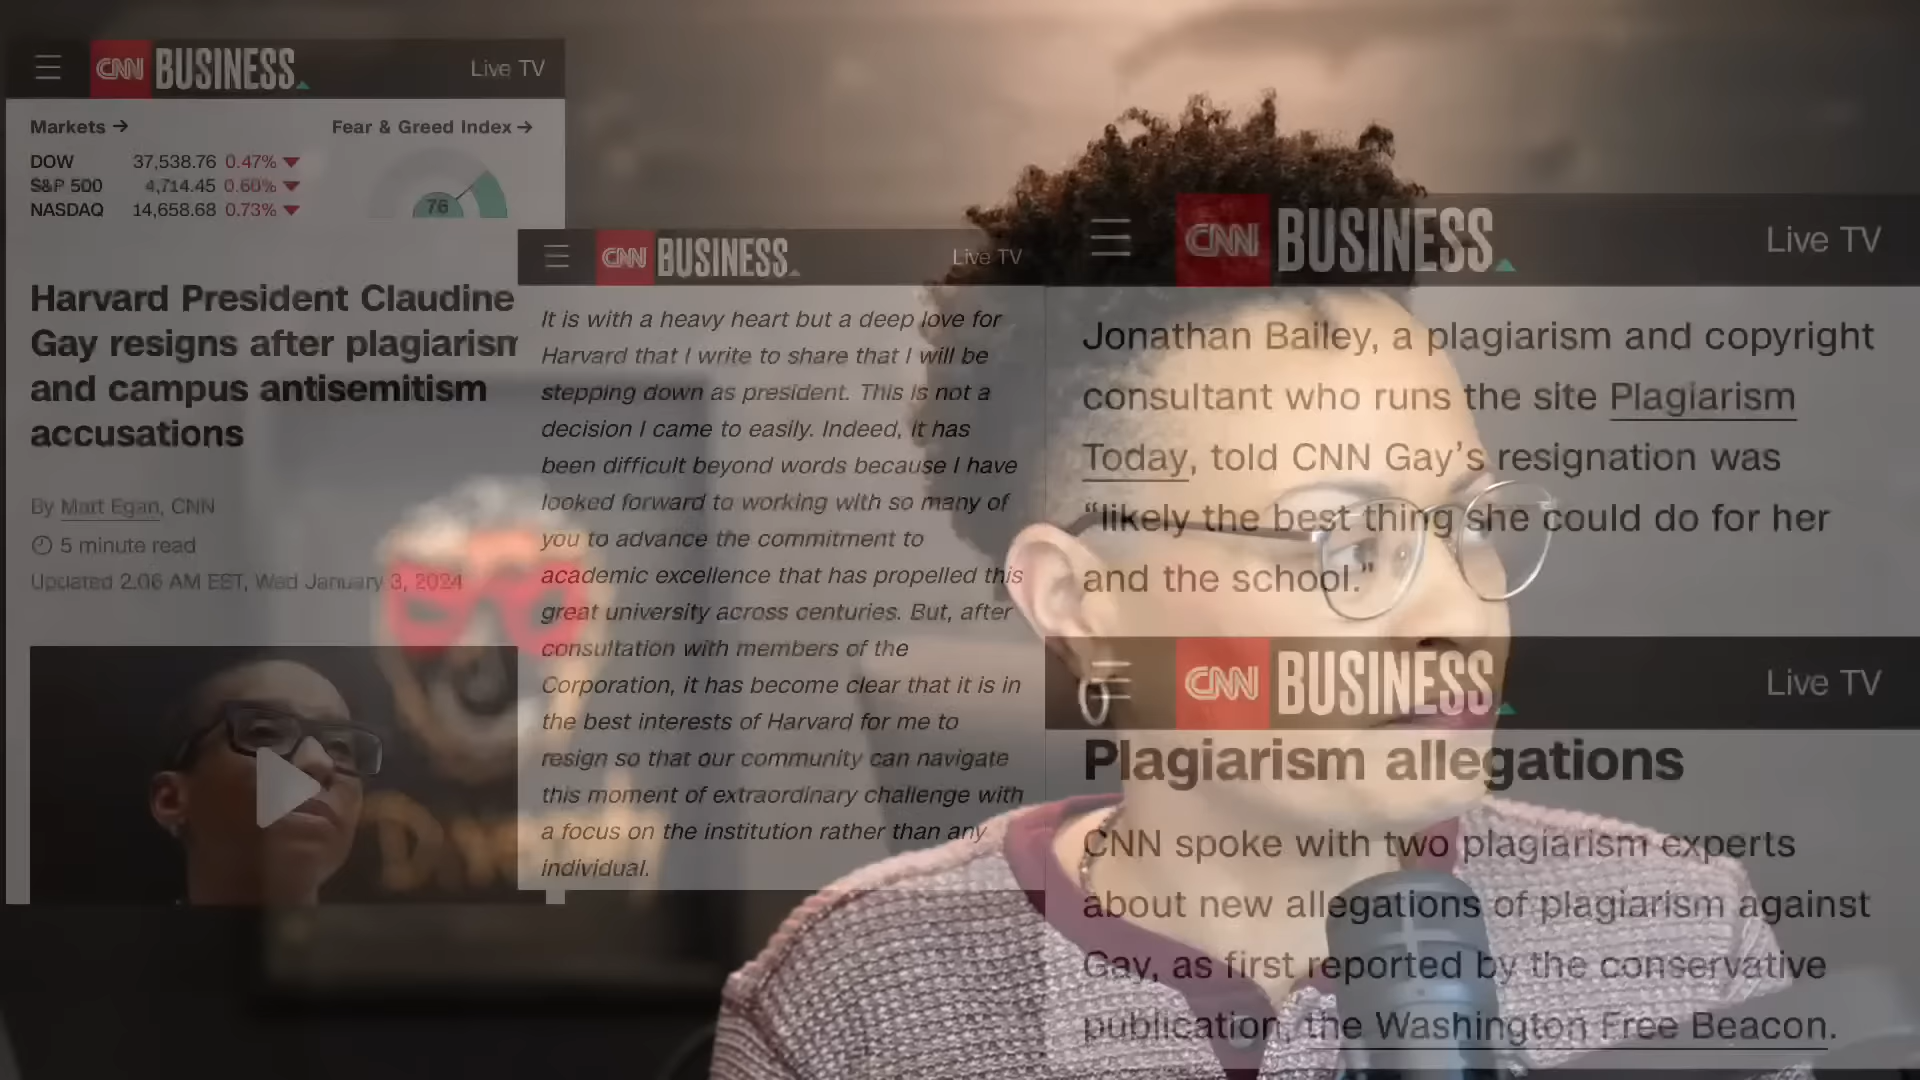 CNN BUSINESS
Live TV
Markets →
Fear & Greed Index →
DOW 37,538.76 0.47%
S&P 500 4,714.45 0.60%
NASDAQ 14,658.68 0.73%
76
Harvard President Claudine
Gay resigns after plagiarism
and campus antisemitism
accusations
By Matt Egan, CNN
5 minute read
Updated 2:06 AM EST, Wed January 3, 2024
CNN BUSINESS
Live TV
It is with a heavy heart but a deep love for
Harvard that I write to share that I will be
stepping down as president. This is not a
decision I came to easily. Indeed, it has
been difficult beyond words because I have
looked forward to working with so many of
you to advance the commitment to
academic excellence that has propelled this
great university across centuries. But, after
consultation with members of the
Corporation, it has become clear that it is in
the best interests of Harvard for me to
resign so that our community can navigate
this moment of extraordinary challenge with
a focus on the institution rather than any
individual.
CNN BUSINESS
Live TV
Jonathan Bailey, a plagiarism and copyright
consultant who runs the site Plagiarism
Today, told CNN Gay’s resignation was
“likely the best thing she could do for her
and the school.”
CNN BUSINESS
Live TV
Plagiarism allegations
CNN spoke with two plagiarism experts
about new allegations of plagiarism against
Gay, as first reported by the conservative
publication, the Washington Free Beacon.